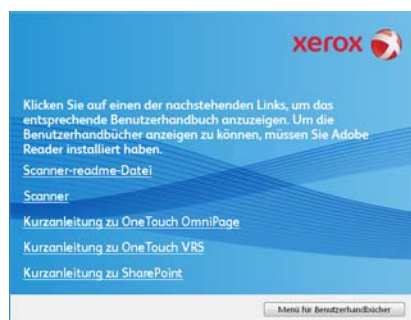 xerox
Klicken Sie auf einen der nachstehenden Links, um das
entsprechende Benutzerhandbuch anzuzeigen. Um die
Benutzerhandbücher anzeigen zu können, müssen Sie Adobe
Reader installiert haben.
Scanner-readme-Datei
Scanner
Kurzanleitung zu OneTouch OmniPage
Kurzanleitung zu OneTouch VRS
Kurzanleitung zu SharePoint
Menü für Benutzerhandbücher